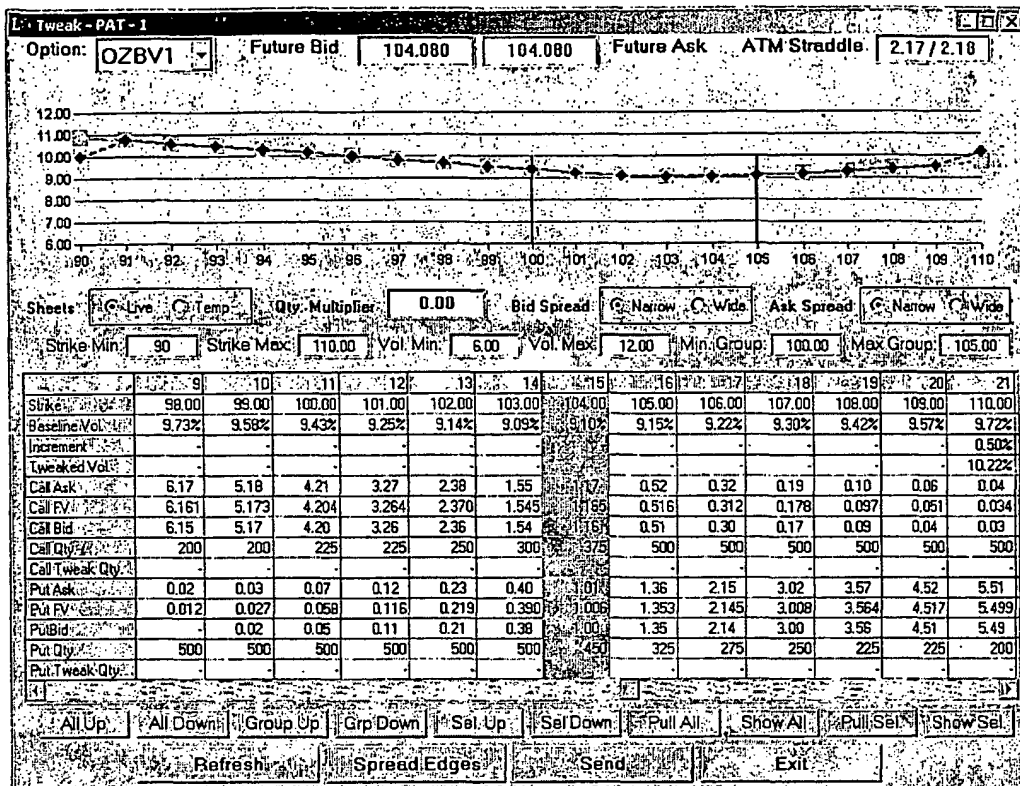 Tweak - PAT - 1
Option: OZBV1 Future Bid 104.080 104.080 Future Ask ATM Straddle 2.17 / 2.18
12.00
11.00
10.00
9.00
8.00
7.00
6.00
90 91 92 93 94 95 96 97 98 99 100 101 102 103 104 105 106 107 108 109 110
Sheets Live Temp Qty. Multiplier 0.00 Bid Spread Narrow Wide Ask Spread Narrow Wide
Strike Min. 90 Strike Max 110.00 Vol. Min. 6.00 Vol. Max 12.00 Min. Group 100.00 Max Group 105.00
9 10 11 12 13 14 15 16 17 18 19 20 21
Strike 98.00 99.00 100.00 101.00 102.00 103.00 104.00 105.00 106.00 107.00 108.00 109.00 110.00
Baseline Vol. 9.73% 9.58% 9.43% 9.25% 9.14% 9.09% 9.10% 9.15% 9.22% 9.30% 9.42% 9.57% 9.72%
Increment - - - - - - - - - - - 0.50%
Tweaked Vol. - - - - - - - - - - - 10.22%
Call Ask 6.17 5.18 4.21 3.27 2.38 1.55 0.52 0.32 0.19 0.10 0.06 0.04
Call F.V. 6.161 5.173 4.204 3.264 2.370 1.545 0.516 0.312 0.178 0.097 0.051 0.034
Call Bid 6.15 5.17 4.20 3.26 2.36 1.54 0.51 0.30 0.17 0.09 0.04 0.03
Call Qty. 200 200 225 225 250 300 375 500 500 500 500 500 500
Call Tweak Qty. - - - - - - - - - - - -
Put Ask 0.02 0.03 0.07 0.12 0.23 0.40 1.01 1.36 2.15 3.02 3.57 4.52 5.51
Put F.V. 0.012 0.027 0.058 0.116 0.219 0.390 1.006 1.353 2.145 3.008 3.564 4.517 5.499
Put Bid - 0.02 0.05 0.11 0.21 0.38 1.00 1.35 2.14 3.00 3.56 4.51 5.49
Put Qty. 500 500 500 500 500 500 450 325 275 250 225 225 200
Put Tweak Qty. - - - - - - - - - - - -
All Up All Down Group Up Grp Down Sel. Up Sel Down Pull All Show All Pull Sel. Show Sel.
Refresh Spread Edges Send Exit